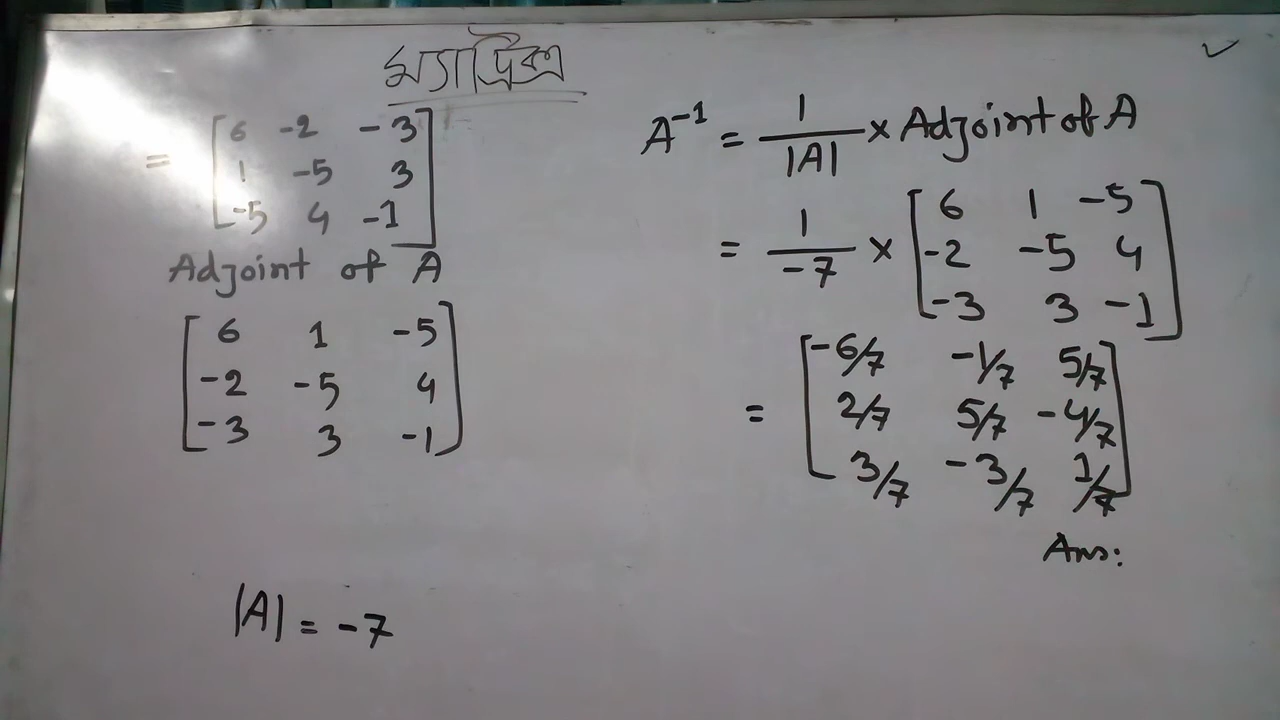 ম্যাট্রিক্স
= [6 -2 -3
1 -5 3
-5 4 -1]
Adjoint of A
[6 1 -5
-2 -5 4
-3 3 -1]
|A| = -7
A⁻¹ = 1/|A| × Adjoint of A
= 1/-7 × [6 1 -5
-2 -5 4
-3 3 -1]
= [-6/7 -1/7 5/7
2/7 5/7 -4/7
3/7 -3/7 1/7]
Ans: